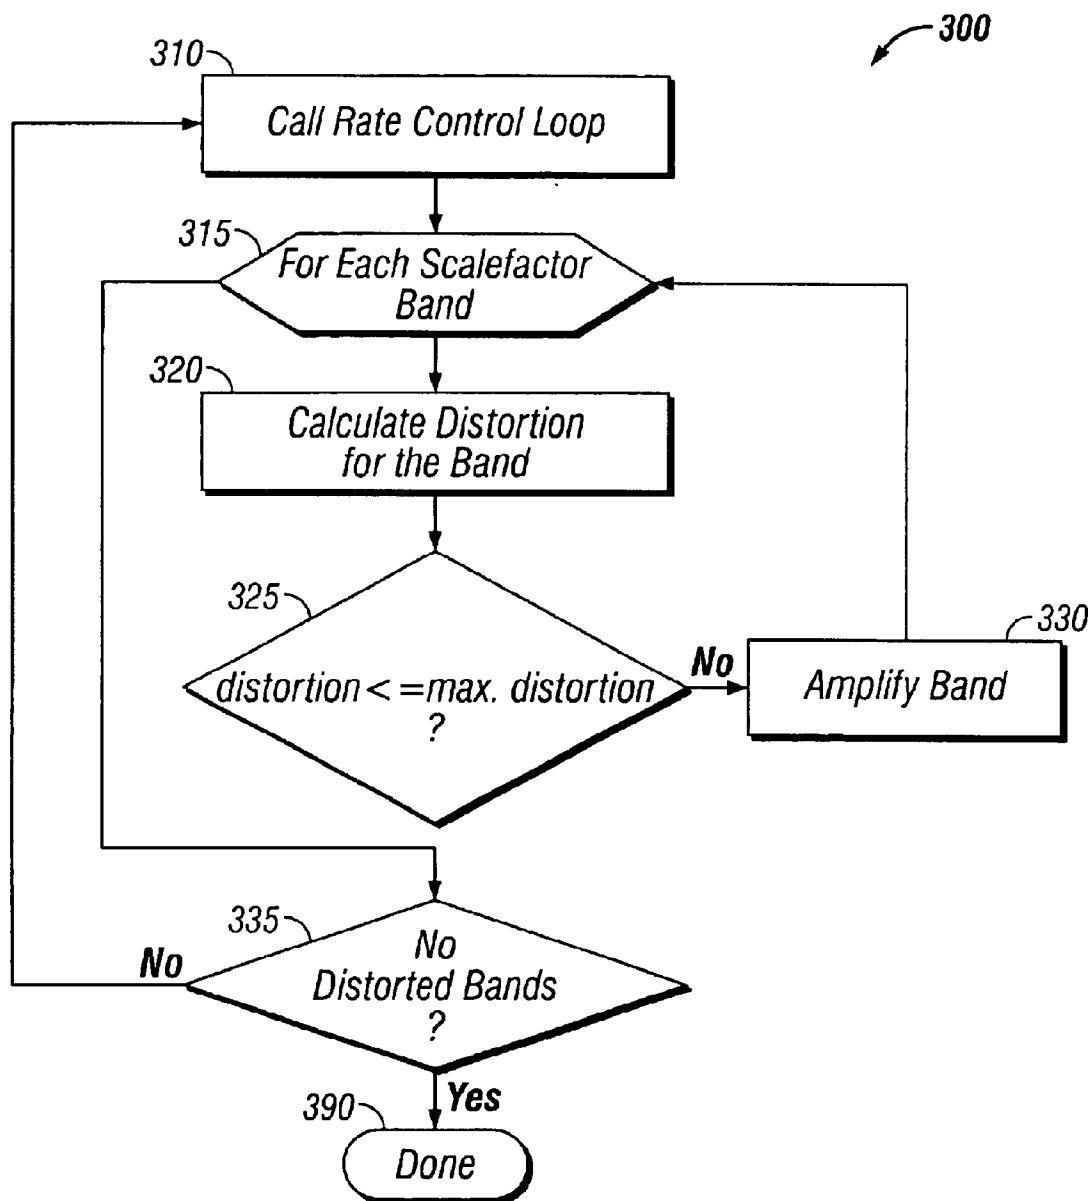 300
310
Call Rate Control Loop
315
For Each Scalefactor
Band
320
Calculate Distortion
for the Band
325
distortion < =max. distortion
?
No
330
Amplify Band
335
No
Distorted Bands
?
No
Yes
390
Done